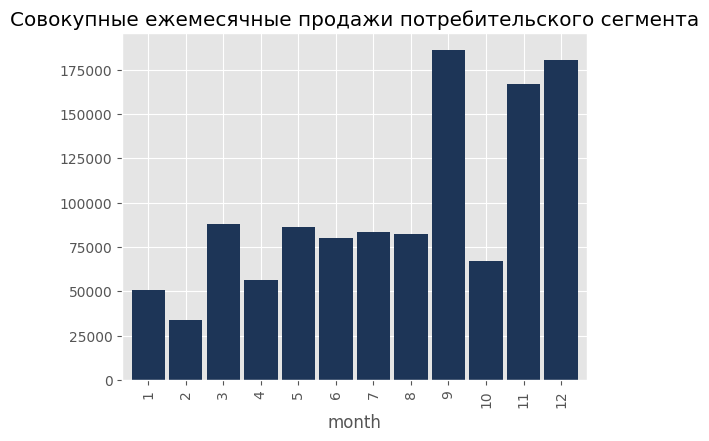 Совокупные ежемесячные продажи потребительского сегмента
175000
150000
125000
100000
75000
50000
25000
0
1 2 3 4 5 6 7 8 9 10 11 12
month